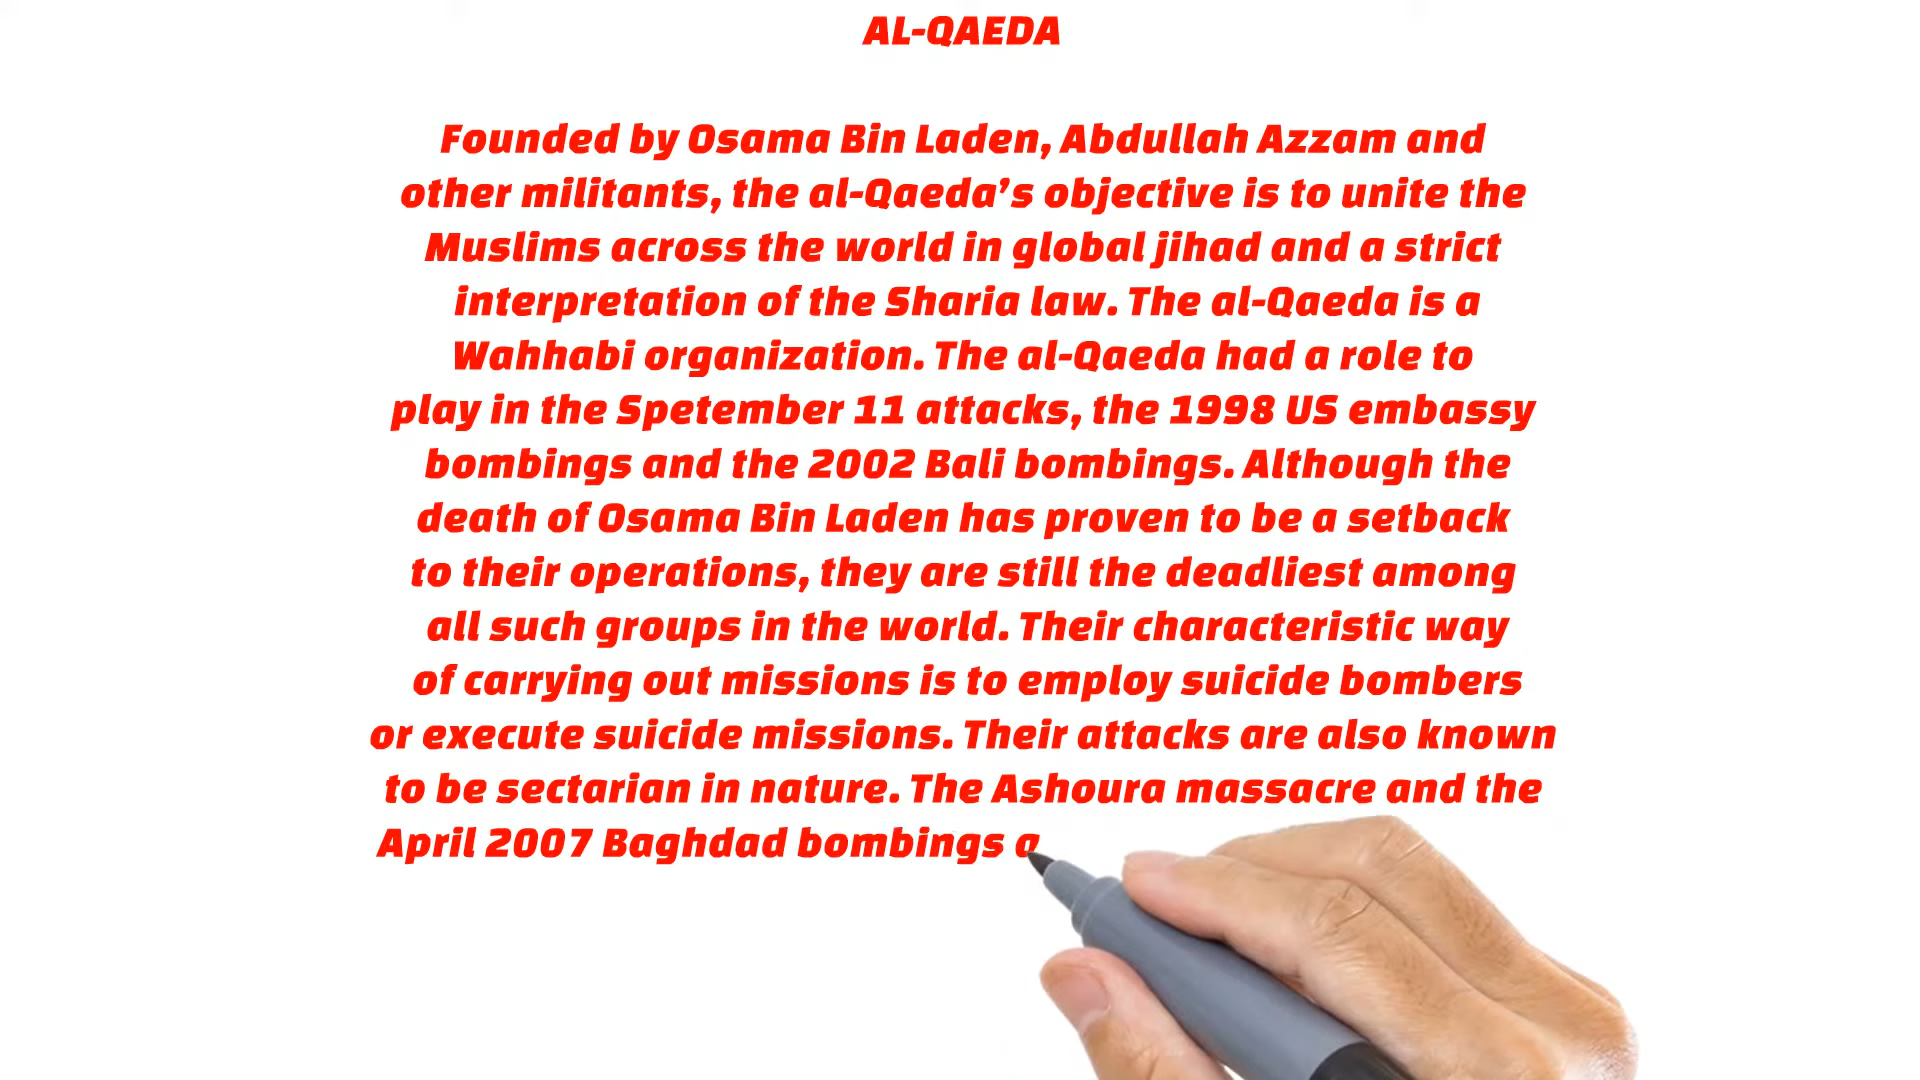 AL-QAEDA
Founded by Osama Bin Laden, Abdullah Azzam and
other militants, the al-Qaeda’s objective is to unite the
Muslims across the world in global jihad and a strict
interpretation of the Sharia law. The al-Qaeda is a
Wahhabi organization. The al-Qaeda had a role to
play in the Spetember 11 attacks, the 1998 US embassy
bombings and the 2002 Bali bombings. Although the
death of Osama Bin Laden has proven to be a setback
to their operations, they are still the deadliest among
all such groups in the world. Their characteristic way
of carrying out missions is to employ suicide bombers
or execute suicide missions. Their attacks are also known
to be sectarian in nature. The Ashoura massacre and the
April 2007 Baghdad bombings a